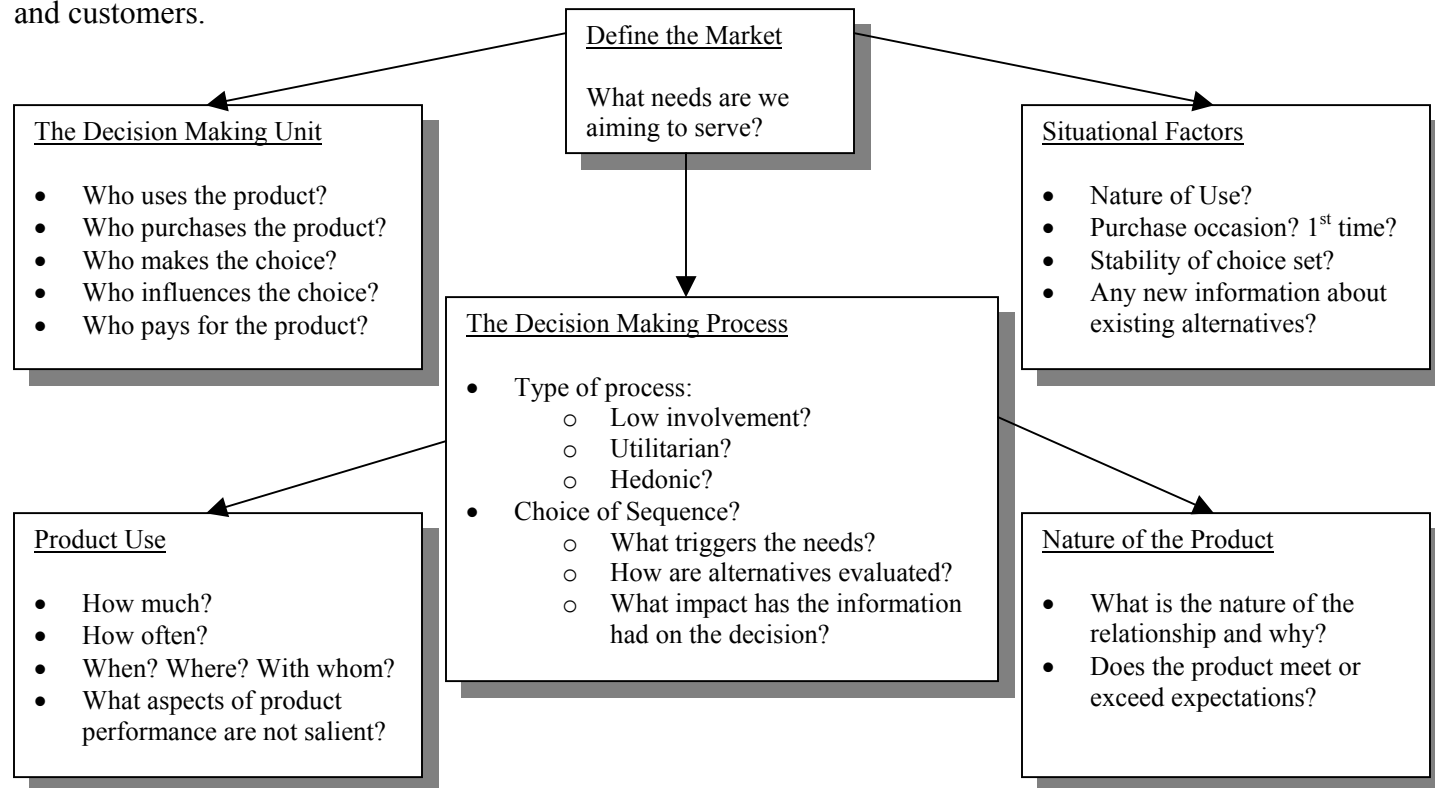 and customers.
Define the Market
What needs are we
aiming to serve?
The Decision Making Unit
• Who uses the product?
• Who purchases the product?
• Who makes the choice?
• Who influences the choice?
• Who pays for the product?
Situational Factors
• Nature of Use?
• Purchase occasion? 1st time?
• Stability of choice set?
• Any new information about
existing alternatives?
The Decision Making Process
• Type of process:
o Low involvement?
o Utilitarian?
o Hedonic?
• Choice of Sequence?
o What triggers the needs?
o How are alternatives evaluated?
o What impact has the information
had on the decision?
Product Use
• How much?
• How often?
• When? Where? With whom?
• What aspects of product
performance are not salient?
Nature of the Product
• What is the nature of the
relationship and why?
• Does the product meet or
exceed expectations?